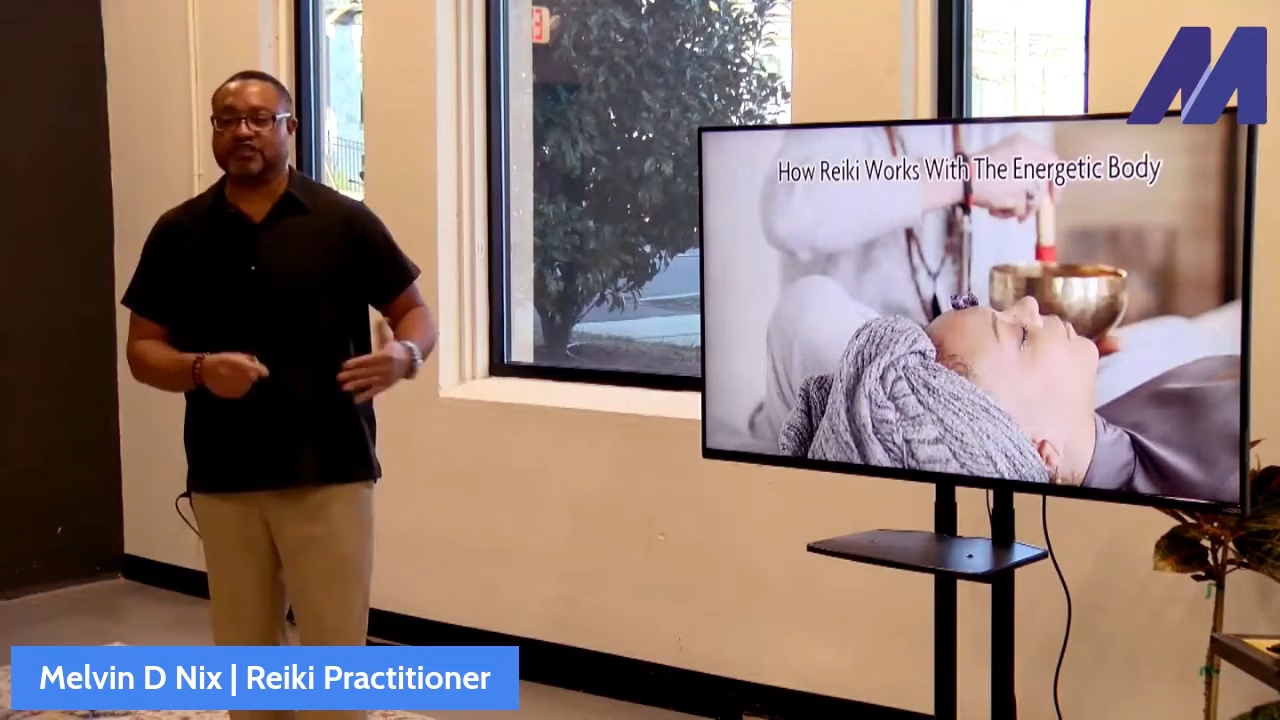 How Reiki Works With The Energetic Body
Melvin D Nix | Reiki Practitioner